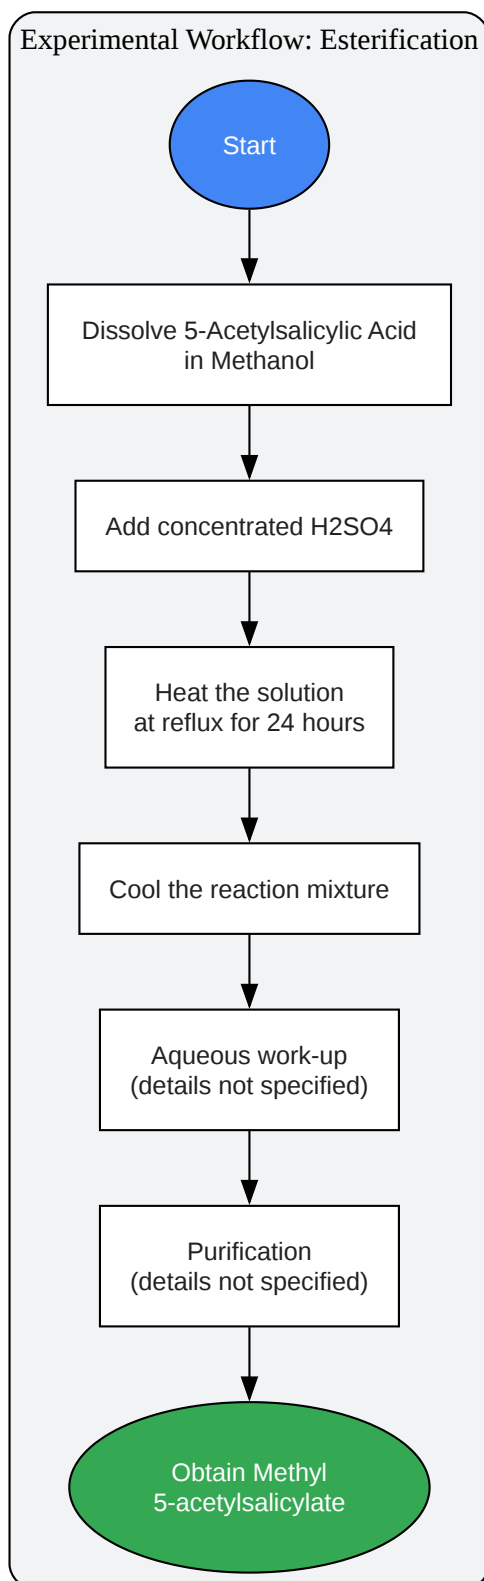 Experimental Workflow: Esterification
Start
Dissolve 5-Acetylsalicylic Acid
in Methanol
Add concentrated H2SO4
Heat the solution
at reflux for 24 hours
Cool the reaction mixture
Aqueous work-up
(details not specified)
Purification
(details not specified)
Obtain Methyl
5-acetylsalicylate